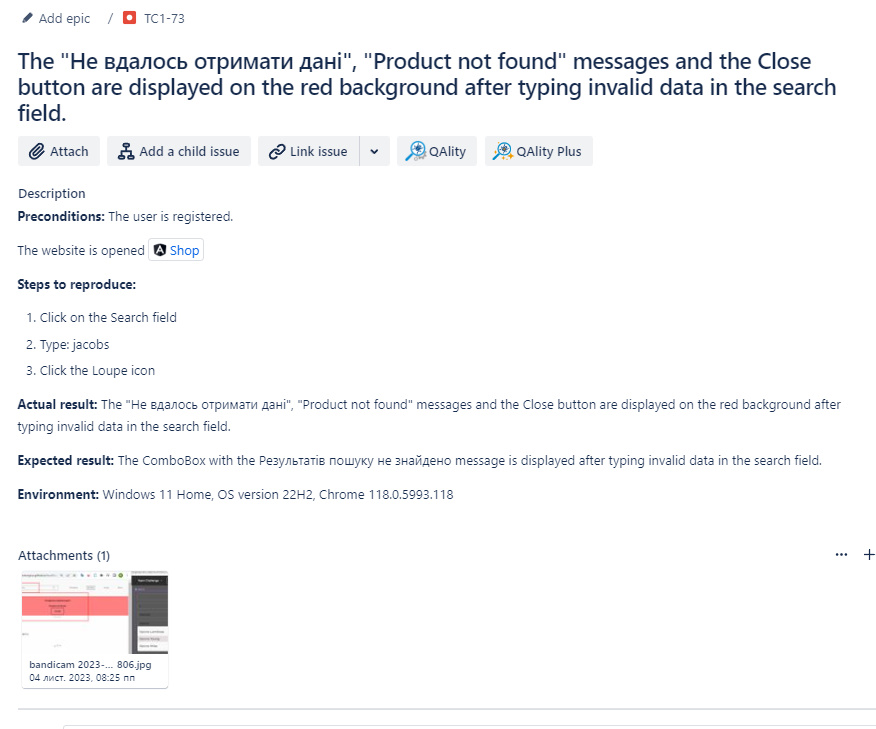 Add epic / TC1-73
The "Не вдалось отримати дані", "Product not found" messages and the Close
button are displayed on the red background after typing invalid data in the search
field.
Attach Add a child issue Link issue QAlity QAlity Plus
Description
Preconditions: The user is registered.
The website is opened Shop
Steps to reproduce:
1. Click on the Search field
2. Type: jacobs
3. Click the Loupe icon
Actual result: The "Не вдалось отримати дані", "Product not found" messages and the Close button are displayed on the red background after
typing invalid data in the search field.
Expected result: The ComboBox with the Результатів пошуку не знайдено message is displayed after typing invalid data in the search field.
Environment: Windows 11 Home, OS version 22H2, Chrome 118.0.5993.118
Attachments (1)
bandicam 2023-... 806.jpg
04 лист. 2023, 08:25 пп